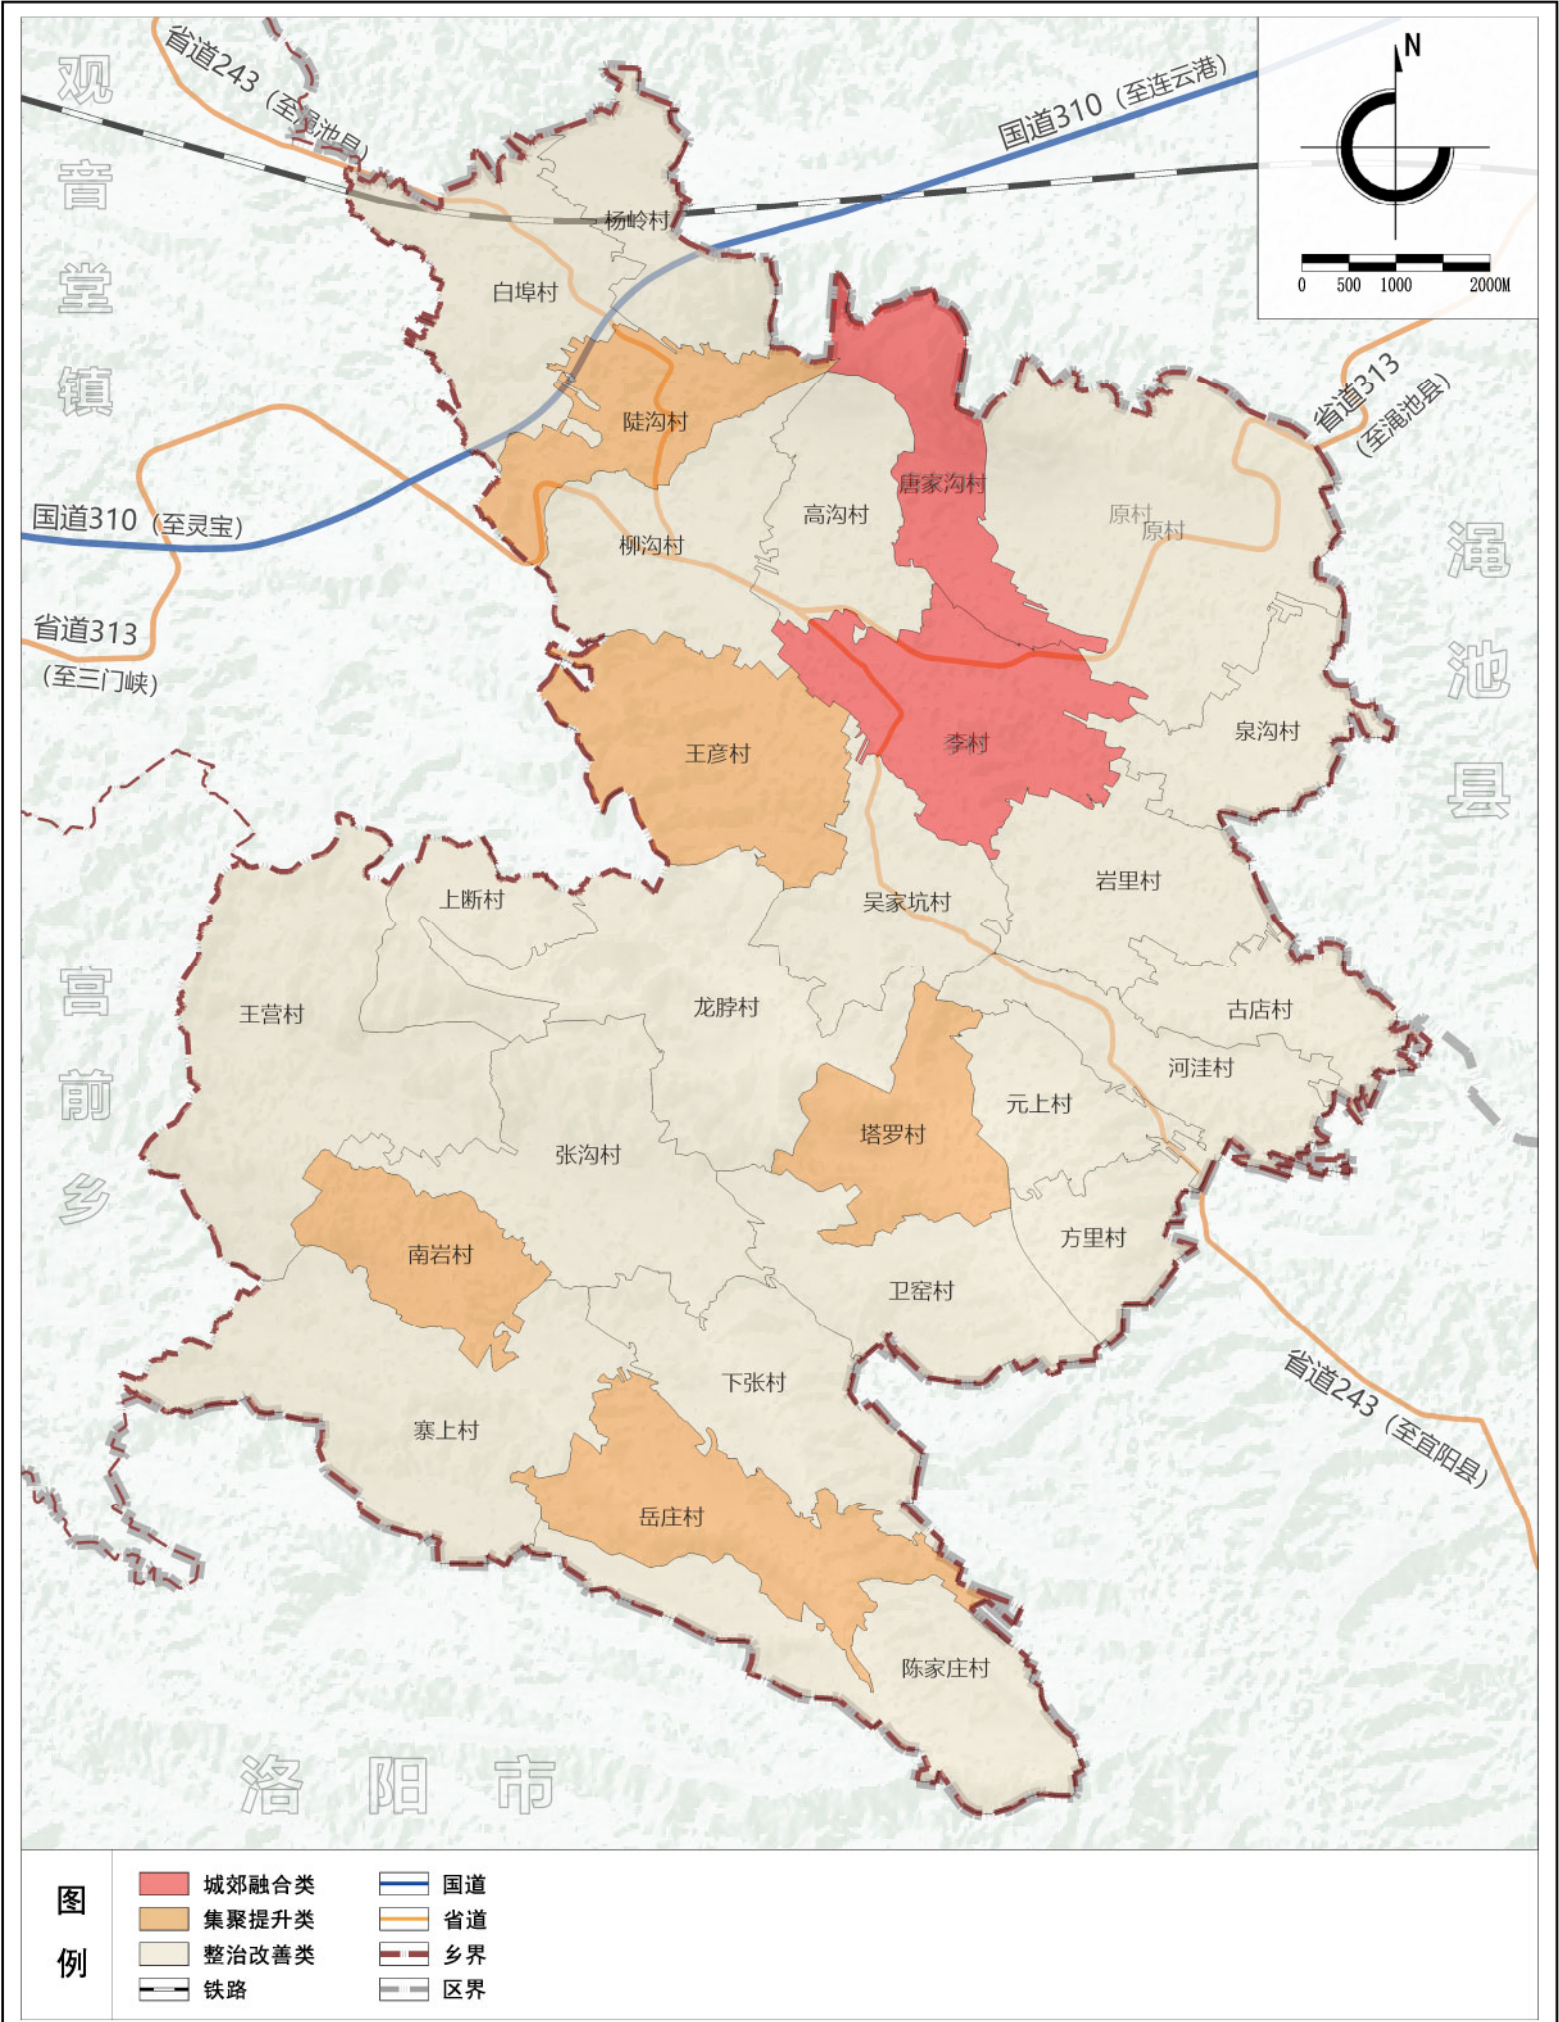 省道243（至渑池县）
国道310（至连云港）
N
0 500 1000 2000M
观音堂镇
杨岭村
白埠村
省道313
（至渑池县）
陡沟村
唐家沟村
高沟村
原村
原村
国道310（至灵宝）
柳沟村
渑池县
省道313
（至三门峡）
泉沟村
李村
王彦村
岩里村
上断村
吴家坑村
宫前乡
王营村
龙脖村
古店村
河洼村
元上村
塔罗村
张沟村
方里村
南岩村
卫窑村
下张村
省道243（至宜阳县）
寨上村
岳庄村
陈家庄村
洛阳市
图例
城郊融合类
国道
集聚提升类
省道
整治改善类
乡界
铁路
区界